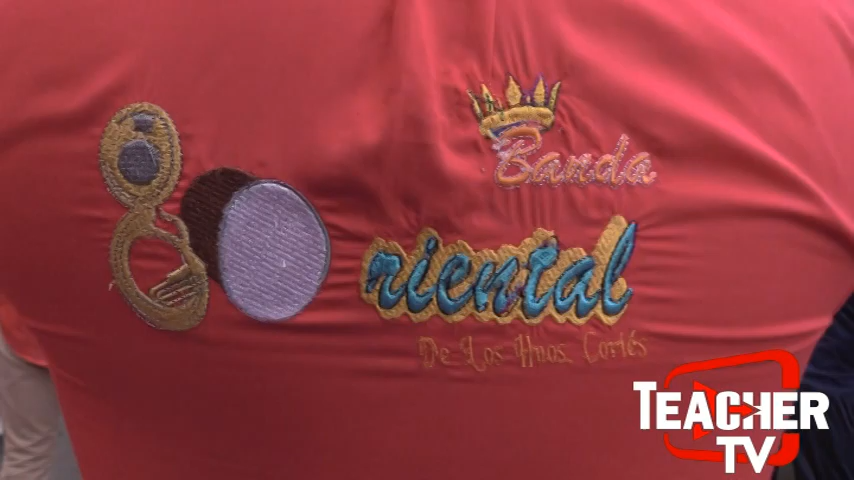 Banda
Oriental
De Los Hnos. Cortés
TEACHER
TV